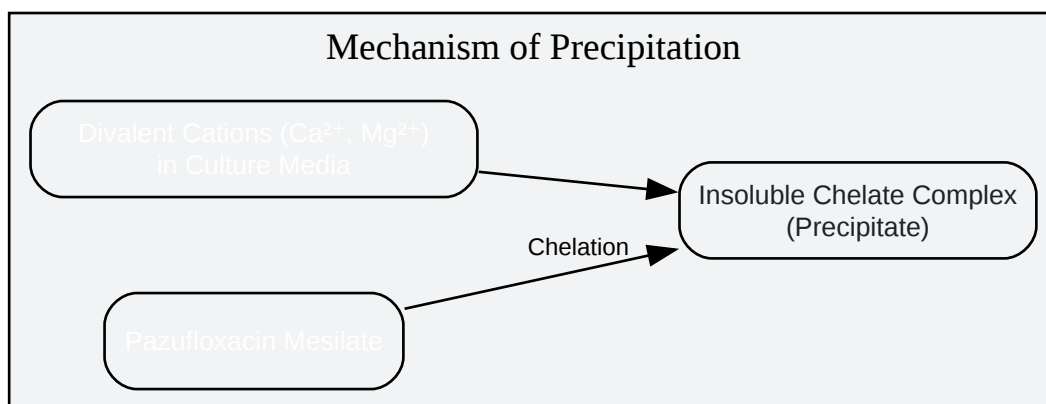 Mechanism of Precipitation
Divalent Cations (Ca²⁺, Mg²⁺)
in Culture Media
Insoluble Chelate Complex
(Precipitate)
Chelation
Pazufloxacin Mesilate